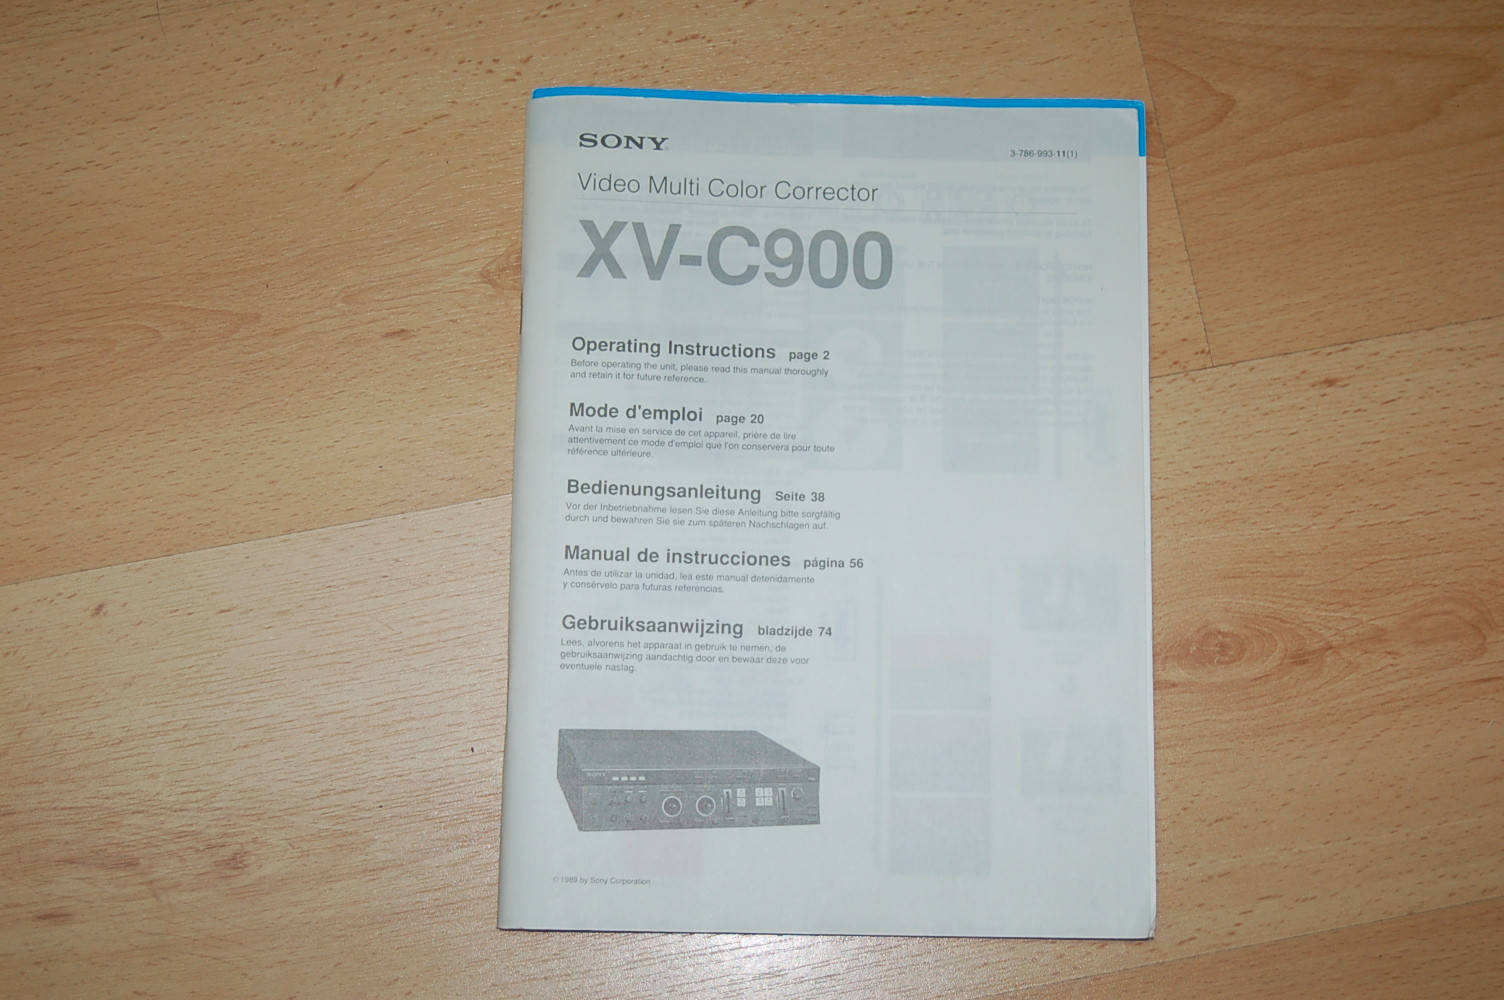 SONY
3-786-993-11(1)
Video Multi Color Corrector
XV-C900
Operating Instructions page 2
Before operating the unit, please read this manual thoroughly
and retain it for future reference.
Mode d'emploi page 20
Avant la mise en service de cet appareil, prière de lire
attentivement ce mode d'emploi que l'on conservera pour toute
référence ultérieure.
Bedienungsanleitung Seite 38
Vor der Inbetriebnahme lesen Sie diese Anleitung bitte sorgfältig
durch und bewahren Sie sie zum späteren Nachschlagen auf.
Manual de instrucciones página 56
Antes de utilizar la unidad, lea este manual detenidamente
y consérvelo para futuras referencias.
Gebruiksaanwijzing bladzijde 74
Lees, alvorens het apparaat in gebruik te nemen, de
gebruiksaanwijzing aandachtig door en bewaar deze voor
eventuele naslag.
SONY
© 1989 by Sony Corporation